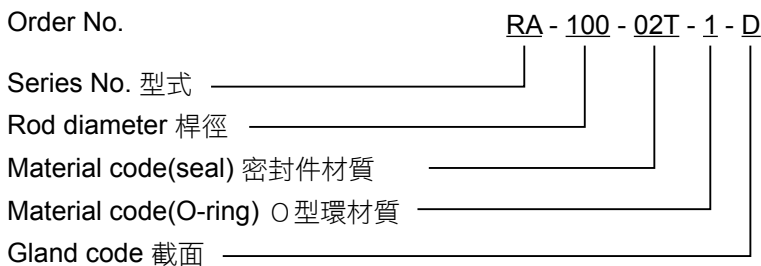 Order No. RA - 100 - 02T - 1 - D
Series No. 型式
Rod diameter 桿徑
Material code(seal) 密封件材質
Material code(O-ring) O型環材質
Gland code 截面